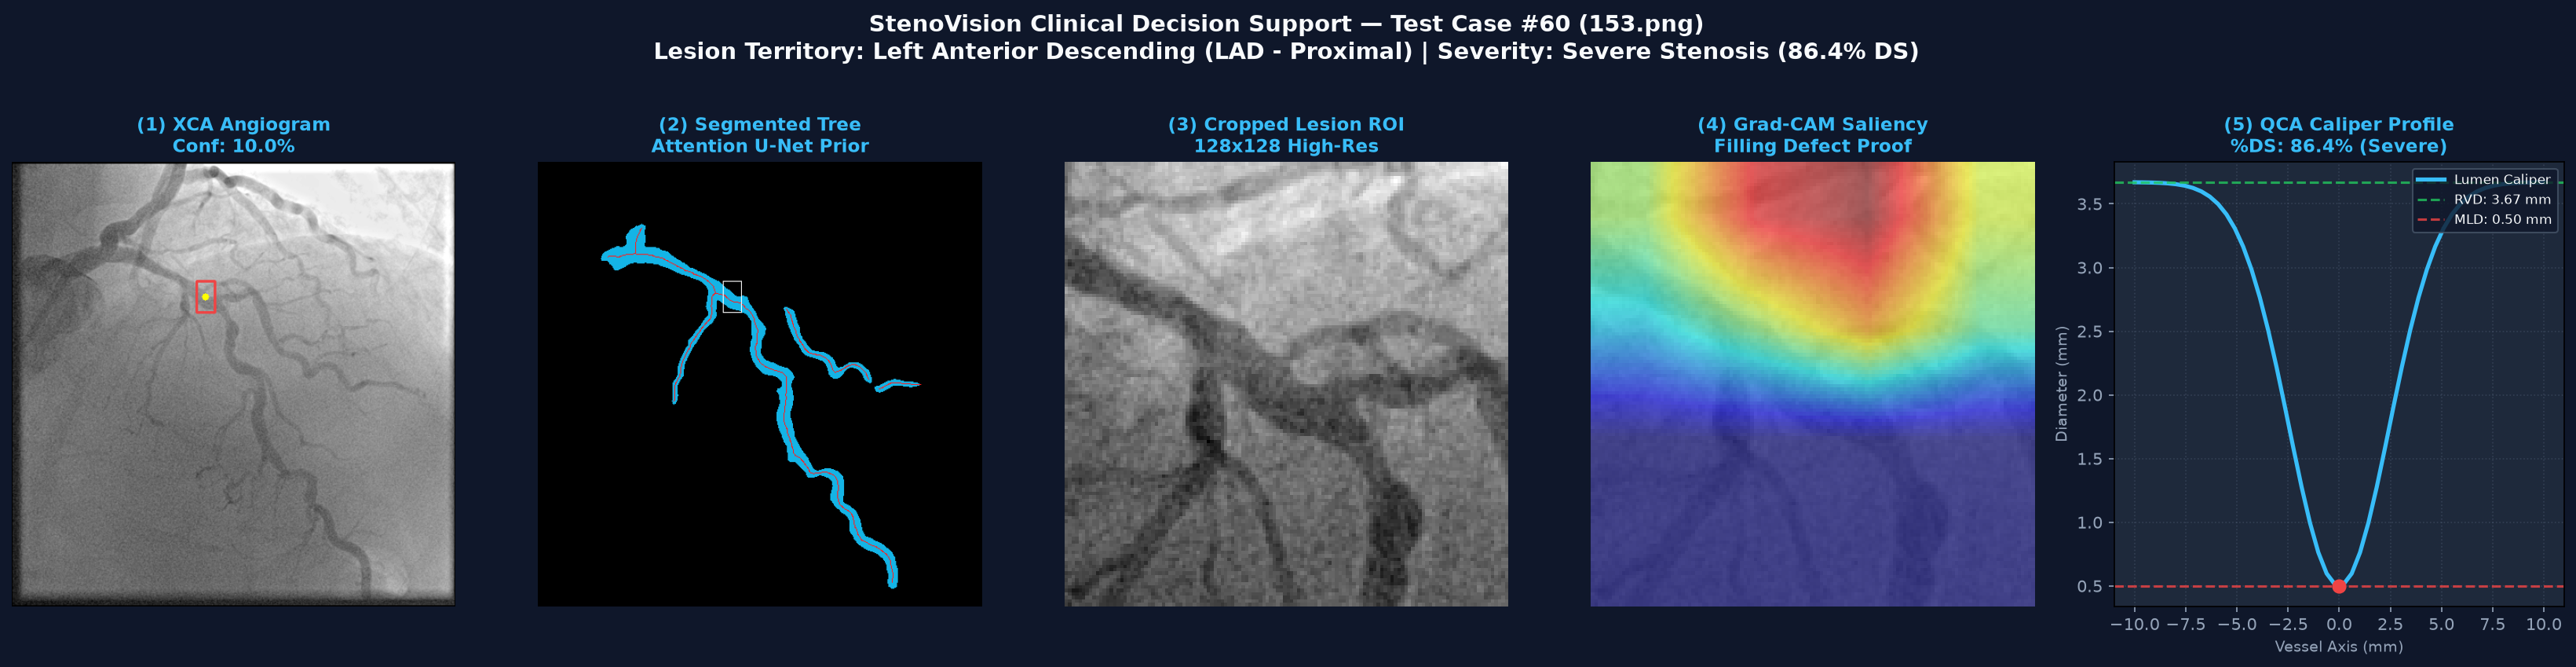 StenoVision Clinical Decision Support — Test Case #60 (153.png)
Lesion Territory: Left Anterior Descending (LAD - Proximal) | Severity: Severe Stenosis (86.4% DS)
(1) XCA Angiogram
Conf: 10.0%
(2) Segmented Tree
Attention U-Net Prior
(3) Cropped Lesion ROI
128x128 High-Res
(4) Grad-CAM Saliency
Filling Defect Proof
(5) QCA Caliper Profile
%DS: 86.4% (Severe)
Lumen Caliper
RVD: 3.67 mm
MLD: 0.50 mm
Diameter (mm)
3.5
3.0
2.5
2.0
1.5
1.0
0.5
−10.0 −7.5 −5.0 −2.5 0.0 2.5 5.0 7.5 10.0
Vessel Axis (mm)